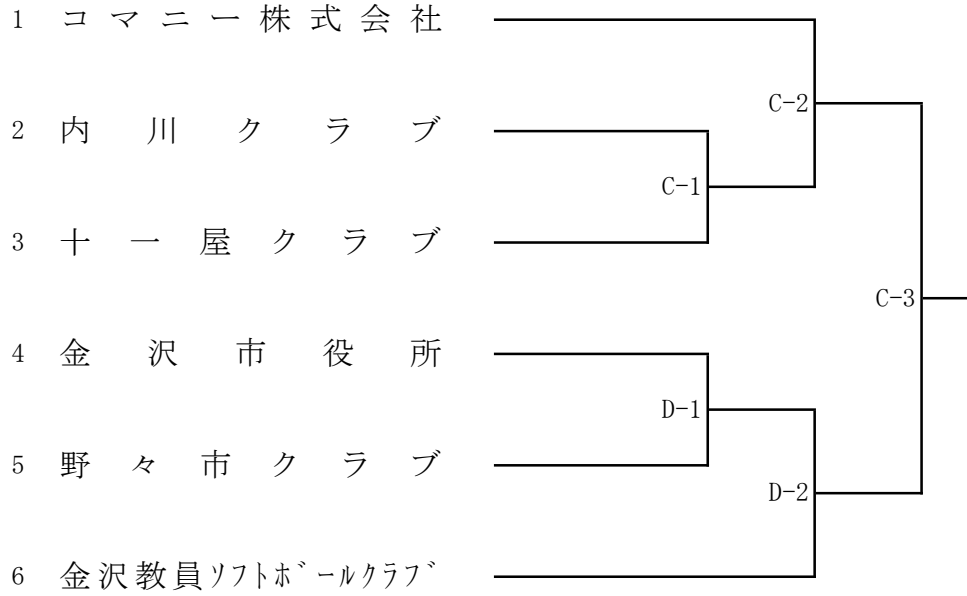 1 コマニー株式会社
C-2
2 内川クラブ
C-1
3 十一屋クラブ
C-3
4 金沢市役所
D-1
5 野々市クラブ
D-2
6 金沢教員ｿﾌﾄﾎﾞｰﾙｸﾗﾌﾞ